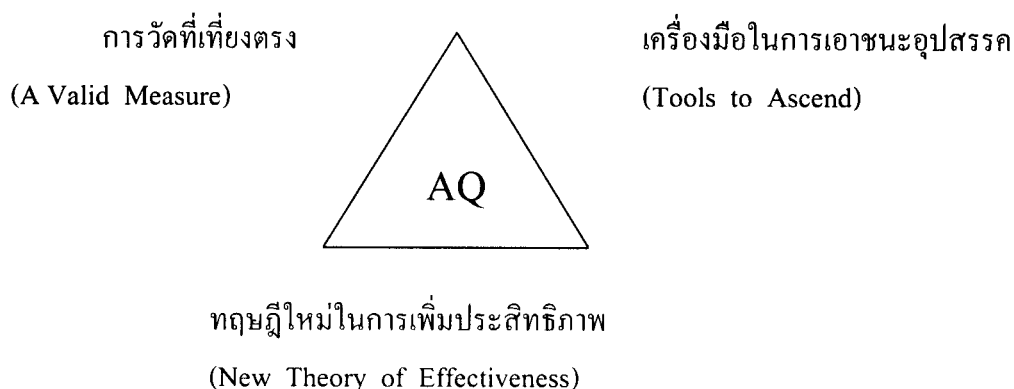 การวัดที่เที่ยงตรง
(A Valid Measure)
เครื่องมือในการเอาชนะอุปสรรค
(Tools to Ascend)
AQ
ทฤษฎีใหม่ในการเพิ่มประสิทธิภาพ
(New Theory of Effectiveness)